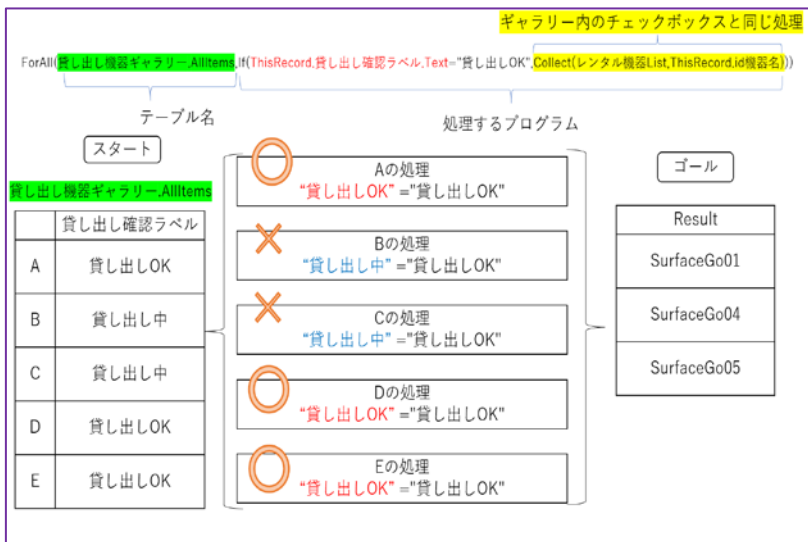 ギャラリー内のチェックボックスと同じ処理
ForAll(貸し出し機器ギャラリー.AllItems,If(ThisRecord.貸し出し確認ラベル.Text="貸し出しOK",Collect(レンタル機器List,ThisRecord.id機器名)))
テーブル名
処理するプログラム
スタート
貸し出し機器ギャラリー.AllItems
貸し出し確認ラベル
A 貸し出しOK
B 貸し出し中
C 貸し出し中
D 貸し出しOK
E 貸し出しOK
Aの処理
“貸し出しOK” ="貸し出しOK"
Bの処理
“貸し出し中” ="貸し出しOK"
Cの処理
“貸し出し中” ="貸し出しOK"
Dの処理
“貸し出しOK” ="貸し出しOK"
Eの処理
“貸し出しOK” ="貸し出しOK"
ゴール
Result
SurfaceGo01
SurfaceGo04
SurfaceGo05